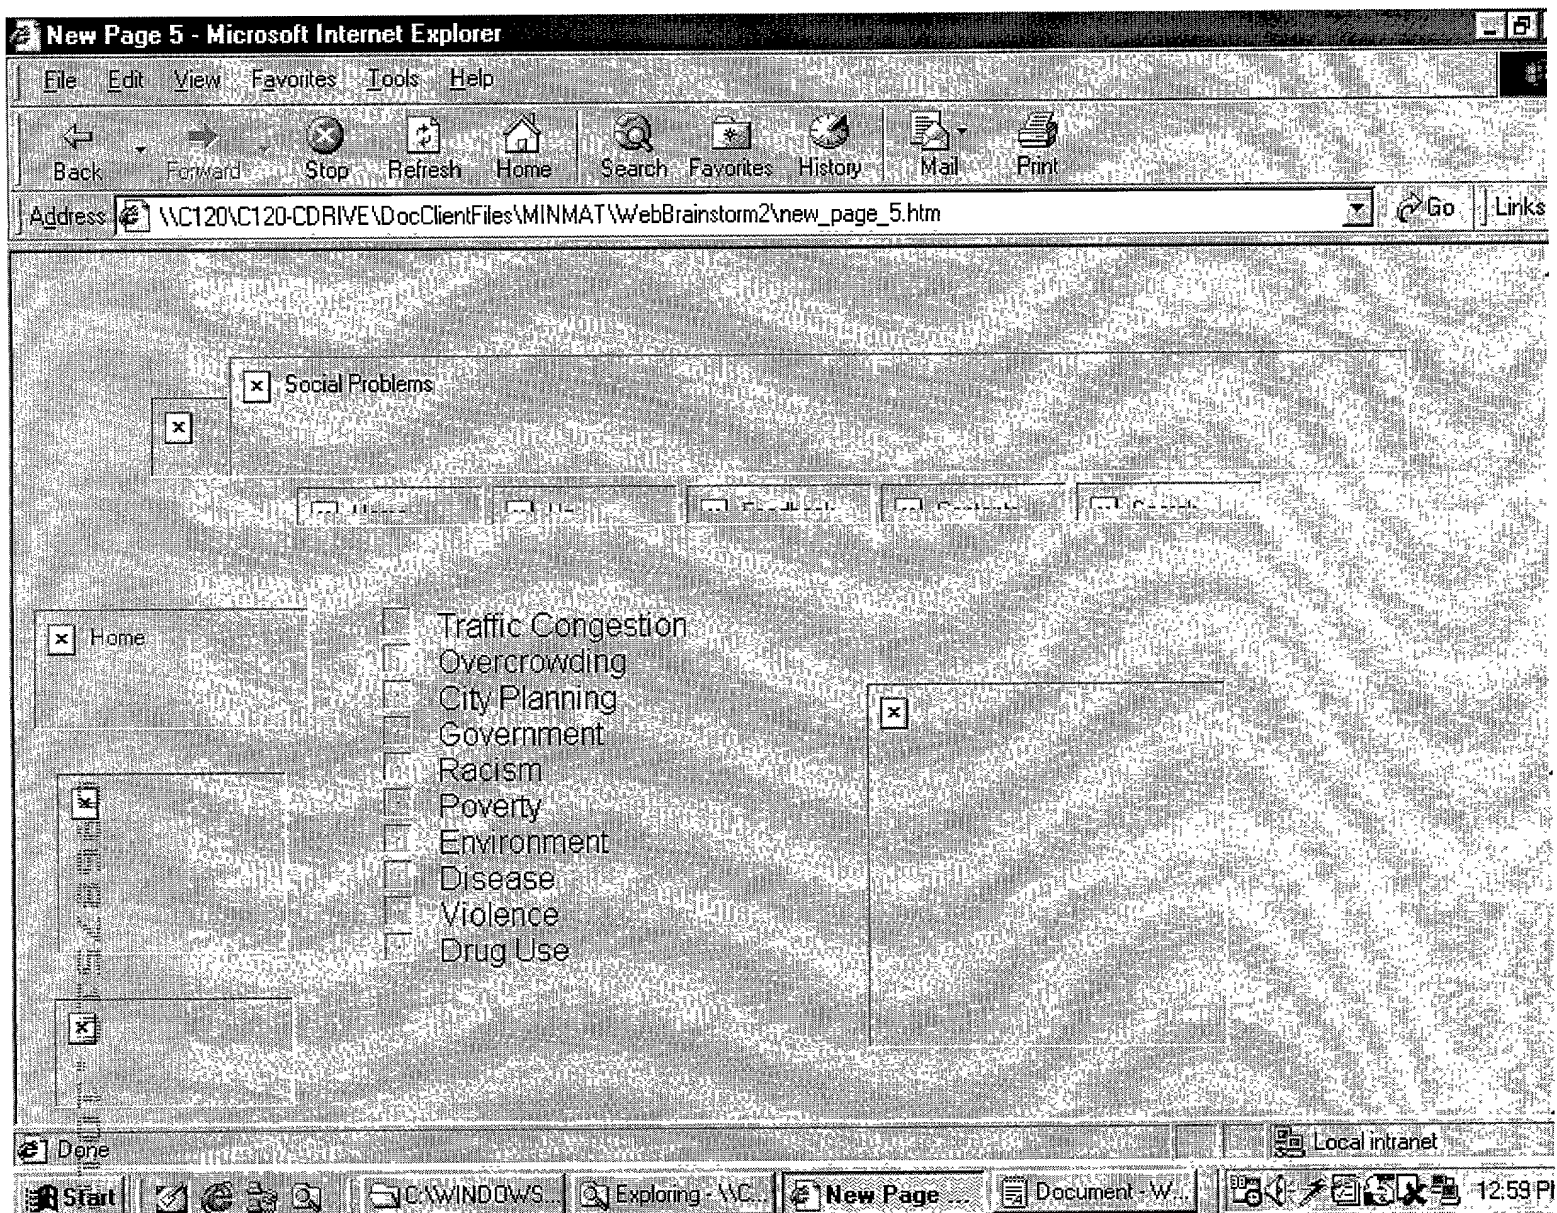 New Page 5 - Microsoft Internet Explorer
File Edit View Favorites Tools Help
Back Forward Stop Refresh Home Search Favorites History Mail Print
Address \\C120\C120-CDRIVE\DocClientFiles\MINMAT\WebBrainstorm2\new_page_5.htm Go Links
Social Problems
Home
Traffic Congestion
Overcrowding
City Planning
Government
Racism
Poverty
Environment
Disease
Violence
Drug Use
Done Local intranet
Start C:\WINDOWS... Exploring - \\C... New Page ... Document - W... 12:59